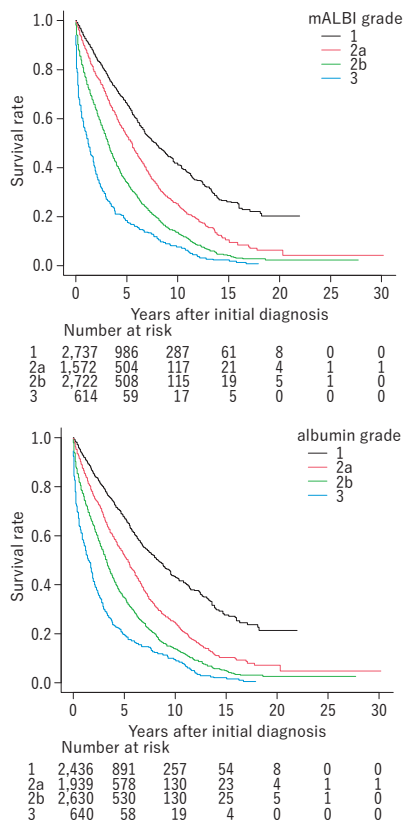 mALBI grade
1
2a
2b
3
1.0
0.8
0.6
0.4
0.2
0.0
Survival rate
0 5 10 15 20 25 30
Years after initial diagnosis
Number at risk
1 2,737 986 287 61 8 0 0
2a 1,572 504 117 21 4 1 1
2b 2,722 508 115 19 5 1 0
3 614 59 17 5 0 0 0
albumin grade
1
2a
2b
3
1.0
0.8
0.6
0.4
0.2
0.0
Survival rate
0 5 10 15 20 25 30
Years after initial diagnosis
Number at risk
1 2,436 891 257 54 8 0 0
2a 1,939 578 130 23 4 1 1
2b 2,630 530 130 25 5 1 0
3 640 58 19 4 0 0 0